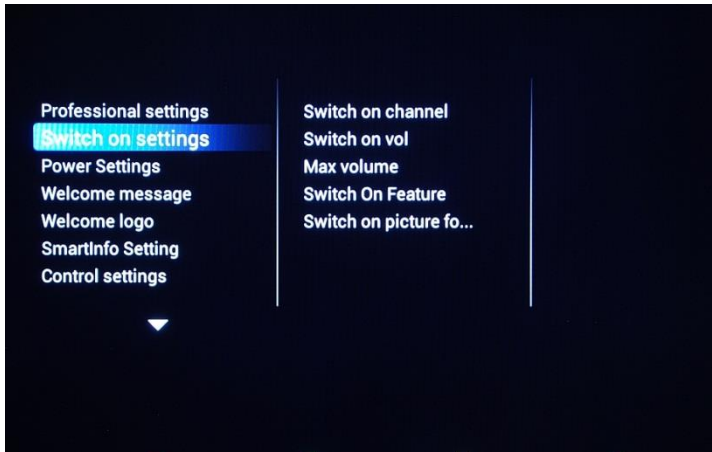 Professional settings
Switch on settings
Power Settings
Welcome message
Welcome logo
SmartInfo Setting
Control settings
Switch on channel
Switch on vol
Max volume
Switch On Feature
Switch on picture fo...